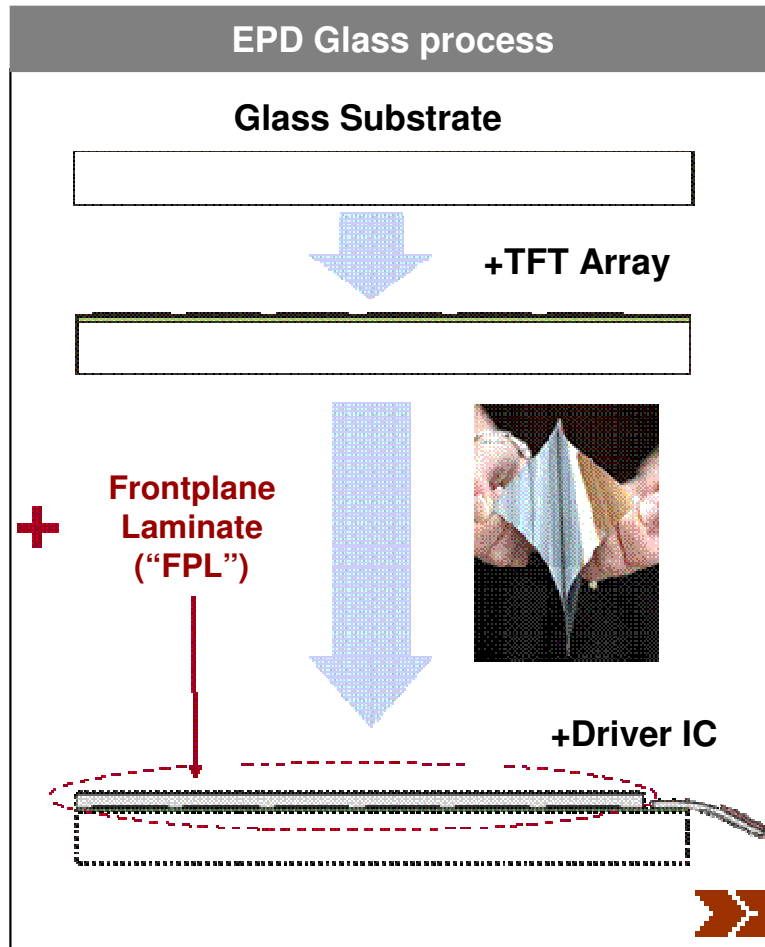 EPD Glass process
Glass Substrate
+TFT Array
Frontplane
Laminate
(“FPL”)
+Driver IC